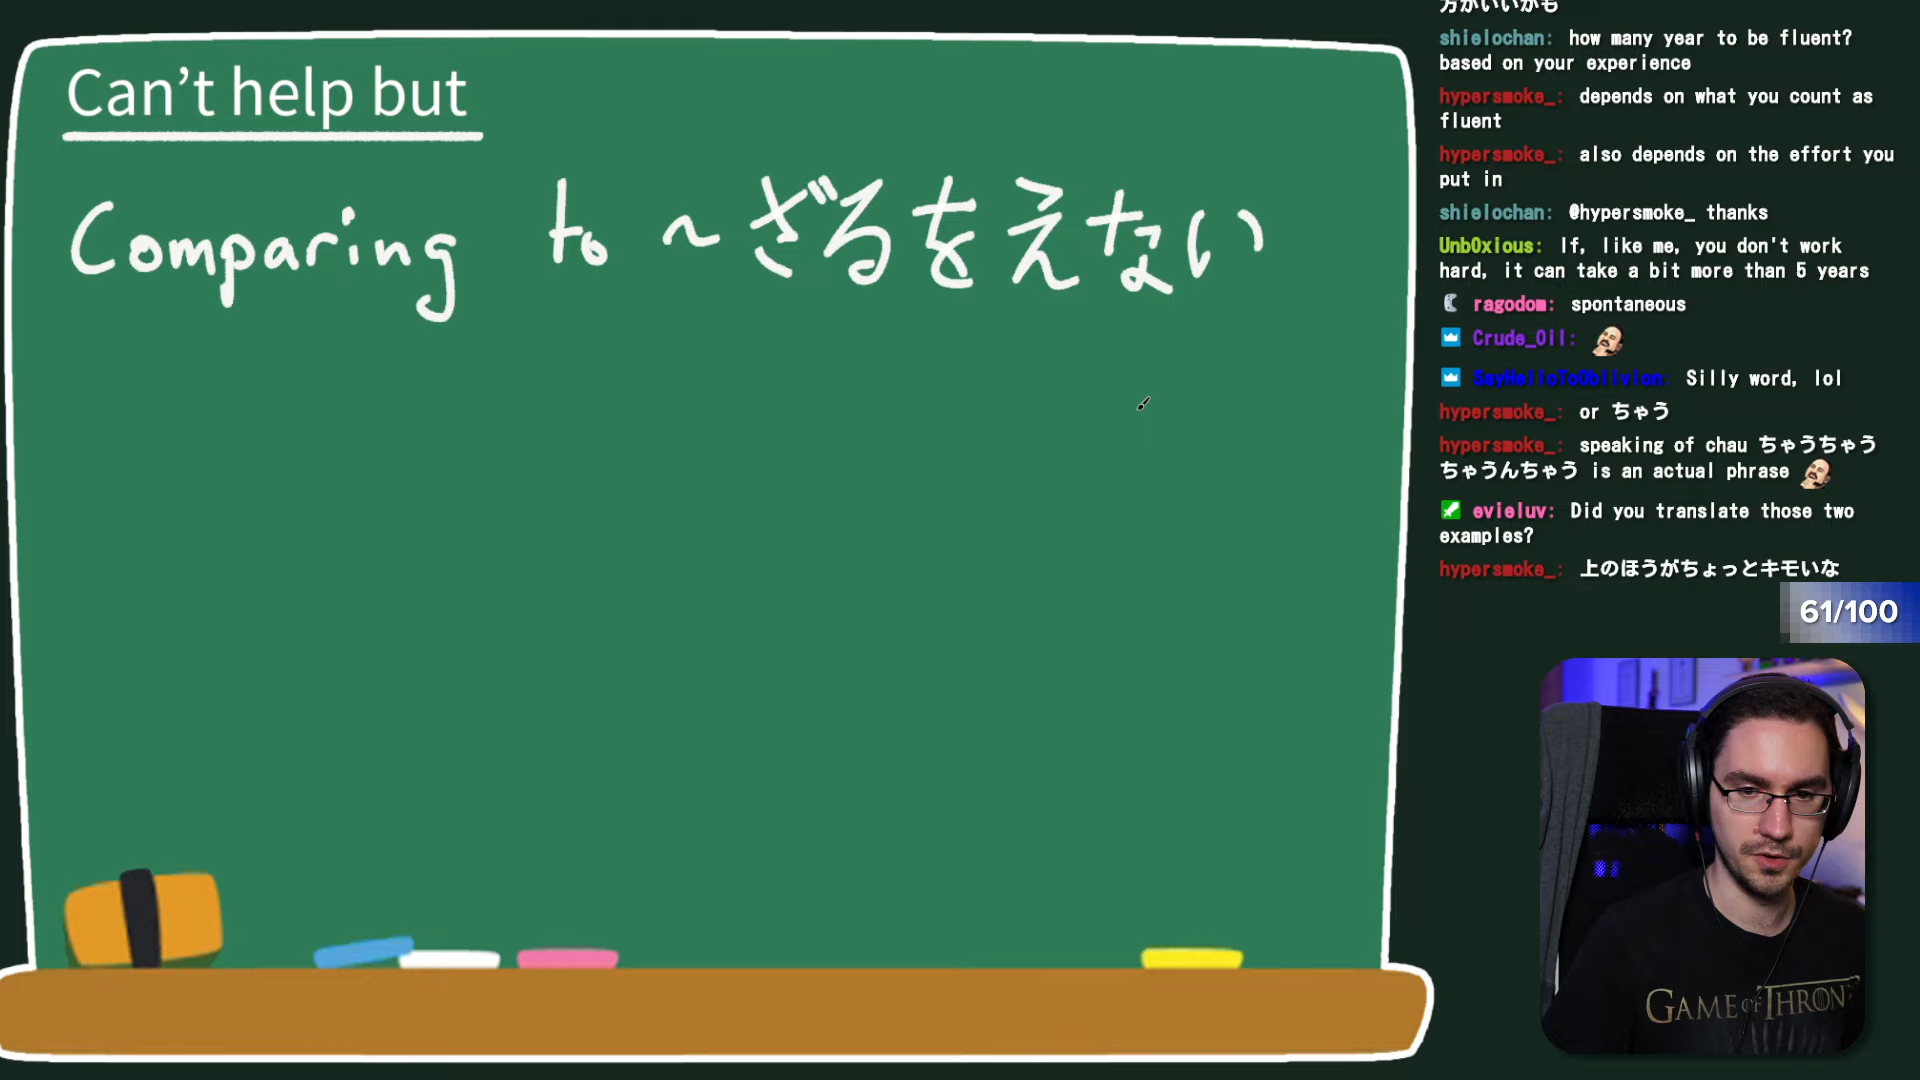 Can't help but
Comparing to ~ざるをえない
方がいいかも
shielochan: how many year to be fluent?
based on your experience
hypersmoke_: depends on what you count as
fluent
hypersmoke_: also depends on the effort you
put in
shielochan: @hypersmoke_ thanks
Unb0xious: If, like me, you don't work
hard, it can take a bit more than 5 years
ragodom: spontaneous
Crude_Oil:
SayHelloToOblivion: Silly word, lol
hypersmoke_: or ちゃう
hypersmoke_: speaking of chau ちゃうちゃう
ちゃうんちゃう is an actual phrase
evieluv: Did you translate those two
examples?
hypersmoke_: 上のほうがちょっとキモいな
61/100
GAME OF THRON